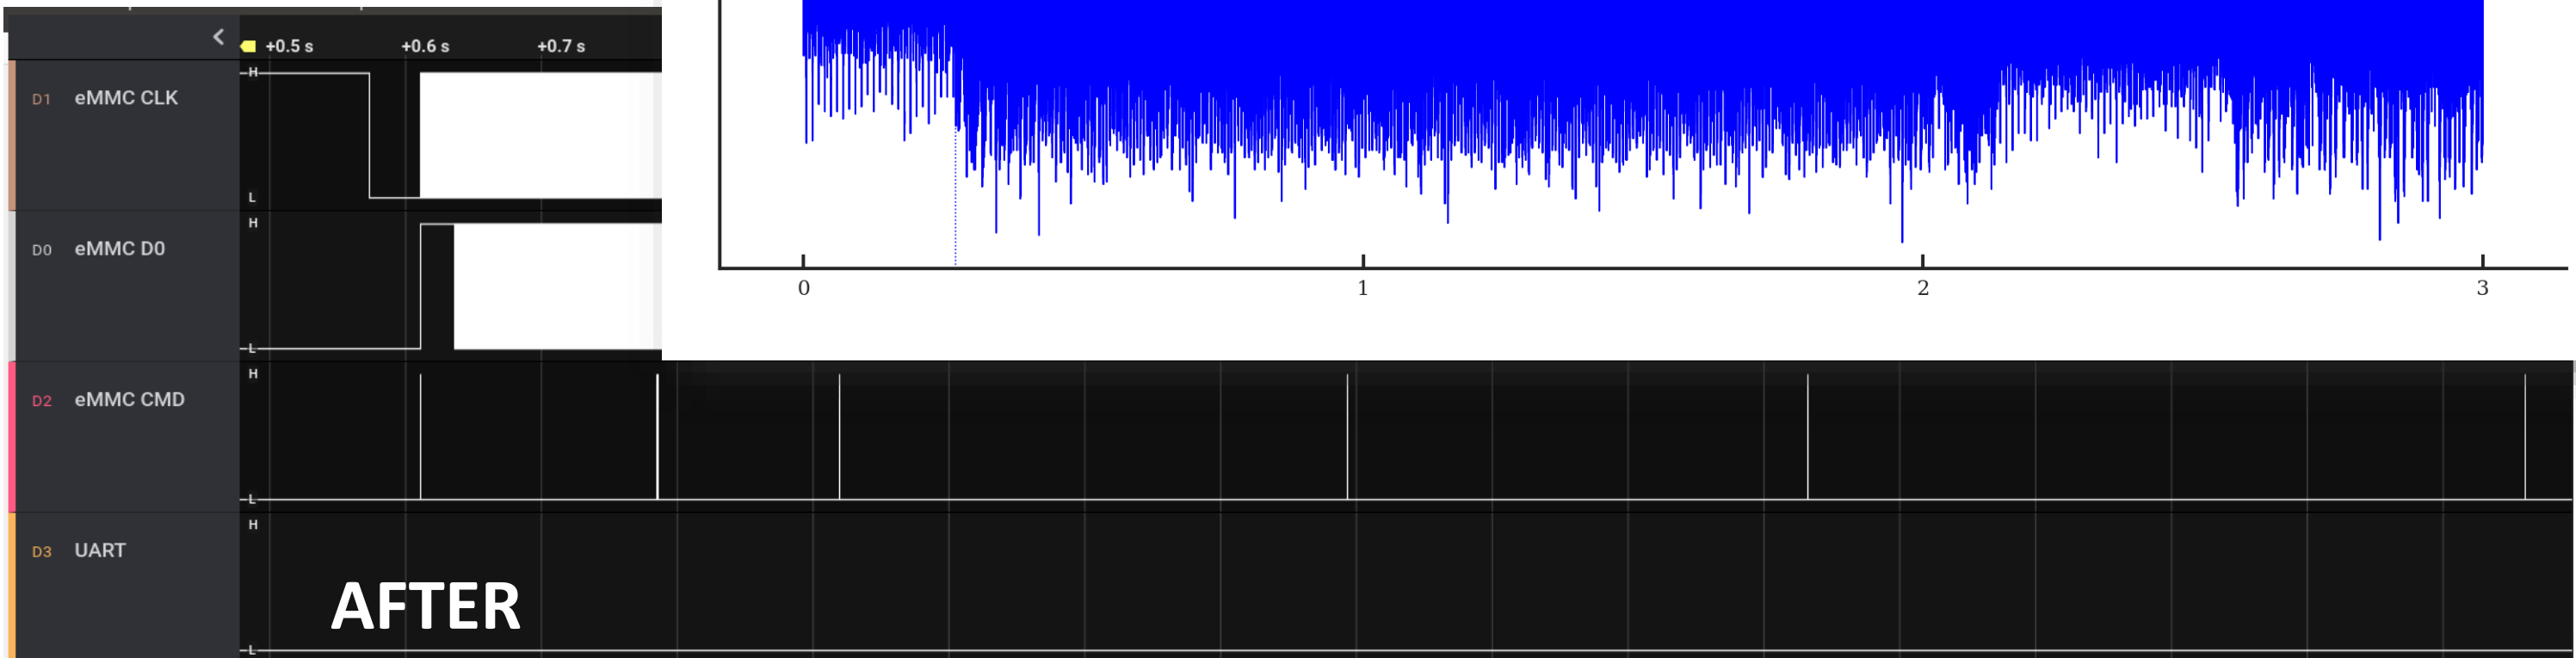 +0.5 s +0.6 s +0.7 s
D1 eMMC CLK
H
L
D0 eMMC D0
H
L
0 1 2 3
D2 eMMC CMD
H
L
D3 UART
H
L
AFTER